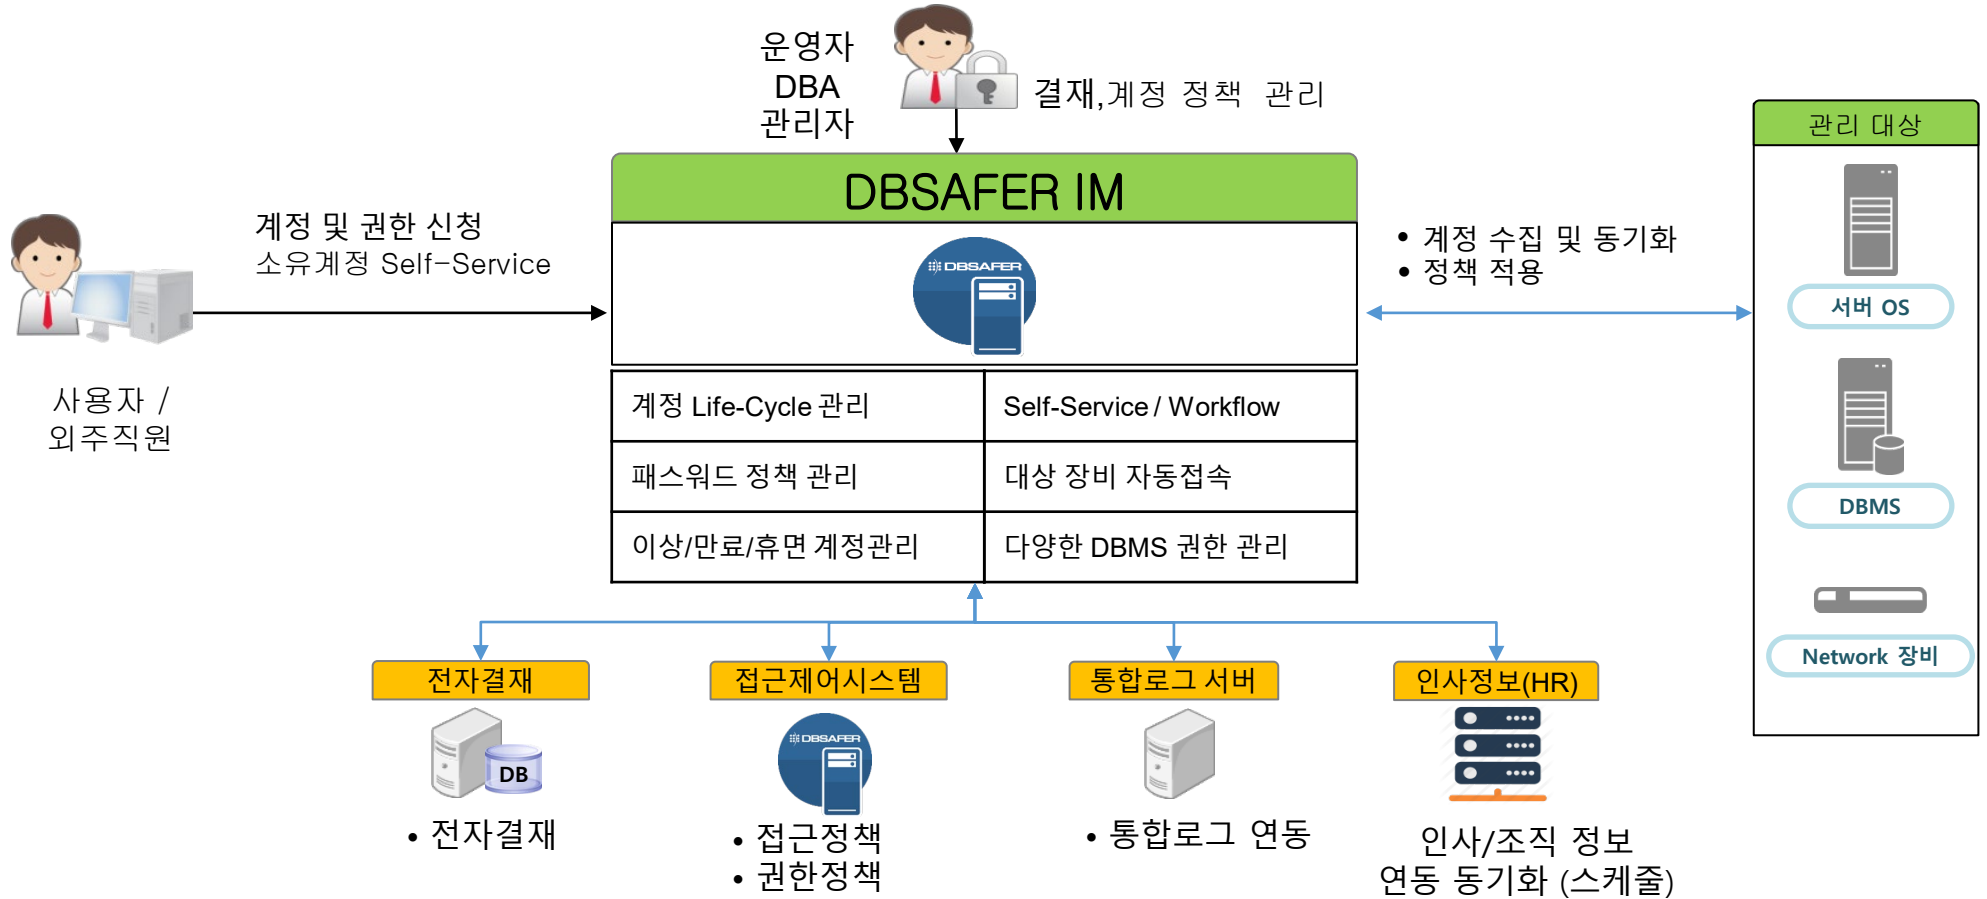 운영자
DBA
관리자
결재,계정 정책 관리
관리 대상
DBSAFER IM
계정 및 권한 신청
소유계정 Self-Service
• 계정 수집 및 동기화
• 정책 적용
DBSAFER
서버 OS
사용자 /
외주직원
계정 Life-Cycle 관리
Self-Service / Workflow
패스워드 정책 관리
대상 장비 자동접속
DBMS
이상/만료/휴면 계정관리
다양한 DBMS 권한 관리
Network 장비
전자결재
접근제어시스템
통합로그 서버
인사정보(HR)
DBSAFER
DB
• 전자결재
• 접근정책
• 권한정책
• 통합로그 연동
인사/조직 정보
연동 동기화 (스케줄)